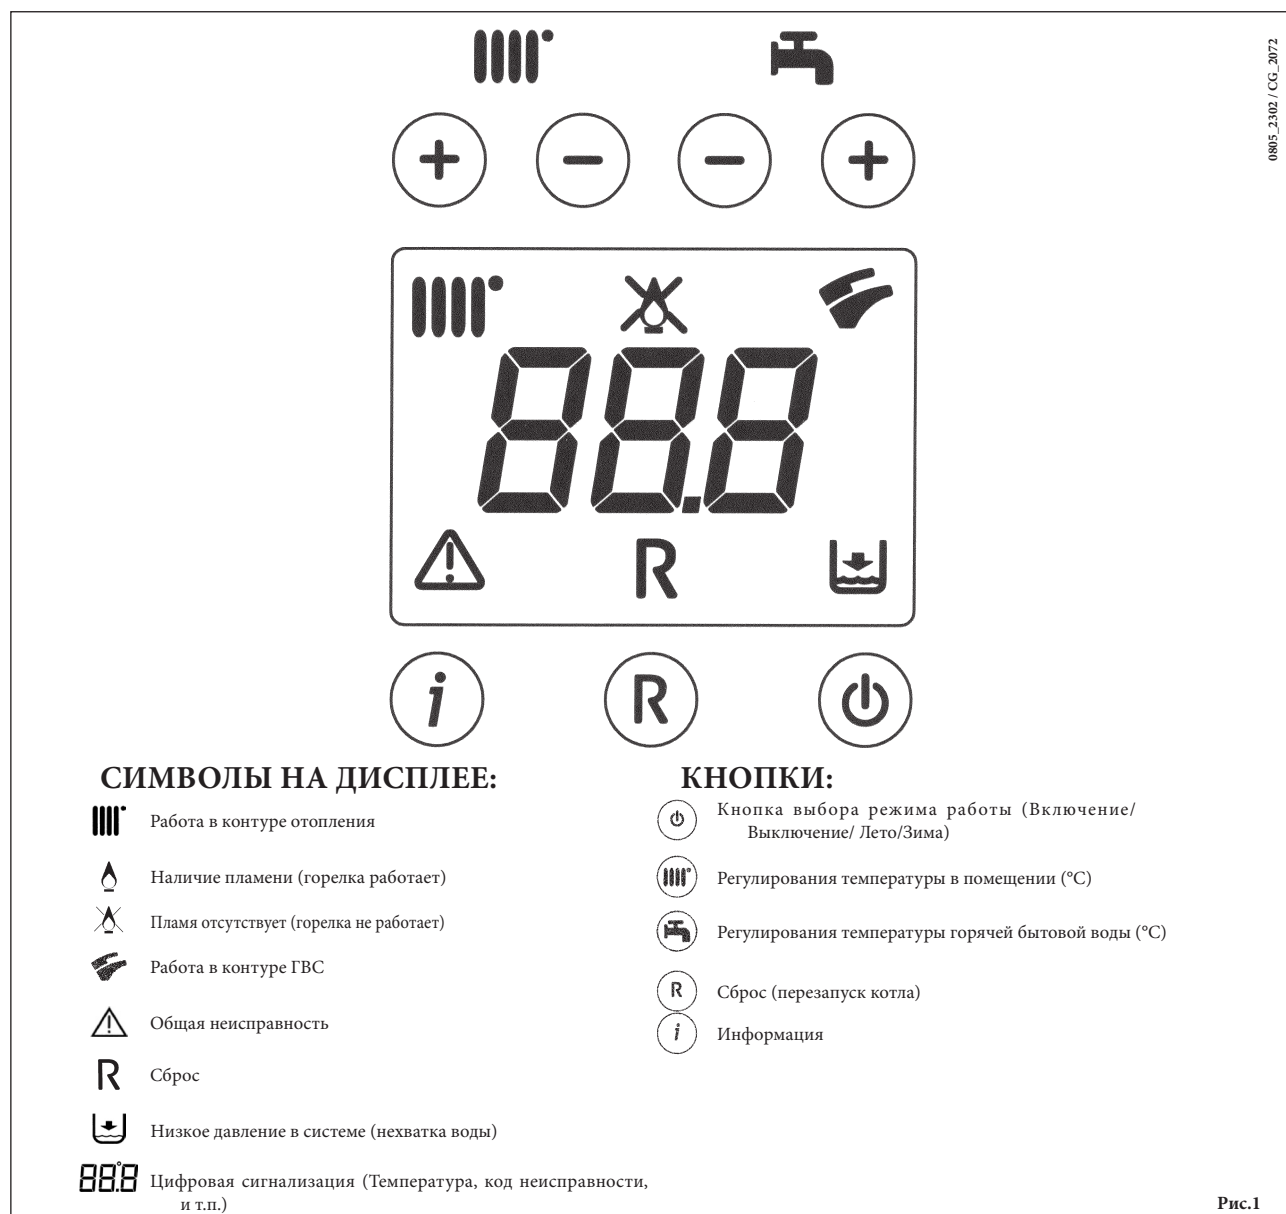 0805_2302 / CG_2072
+ − − +
88.8
R
i R
СИМВОЛЫ НА ДИСПЛЕЕ:
Работа в контуре отопления
Наличие пламени (горелка работает)
Пламя отсутствует (горелка не работает)
Работа в контуре ГВС
Общая неисправность
R Сброс
Низкое давление в системе (нехватка воды)
88.8 Цифровая сигнализация (Температура, код неисправности,
и т.п.)
КНОПКИ:
Кнопка выбора режима работы (Включение/
Выключение/ Лето/Зима)
Регулирования температуры в помещении (°C)
Регулирования температуры горячей бытовой воды (°C)
R Сброс (перезапуск котла)
i Информация
Рис.1